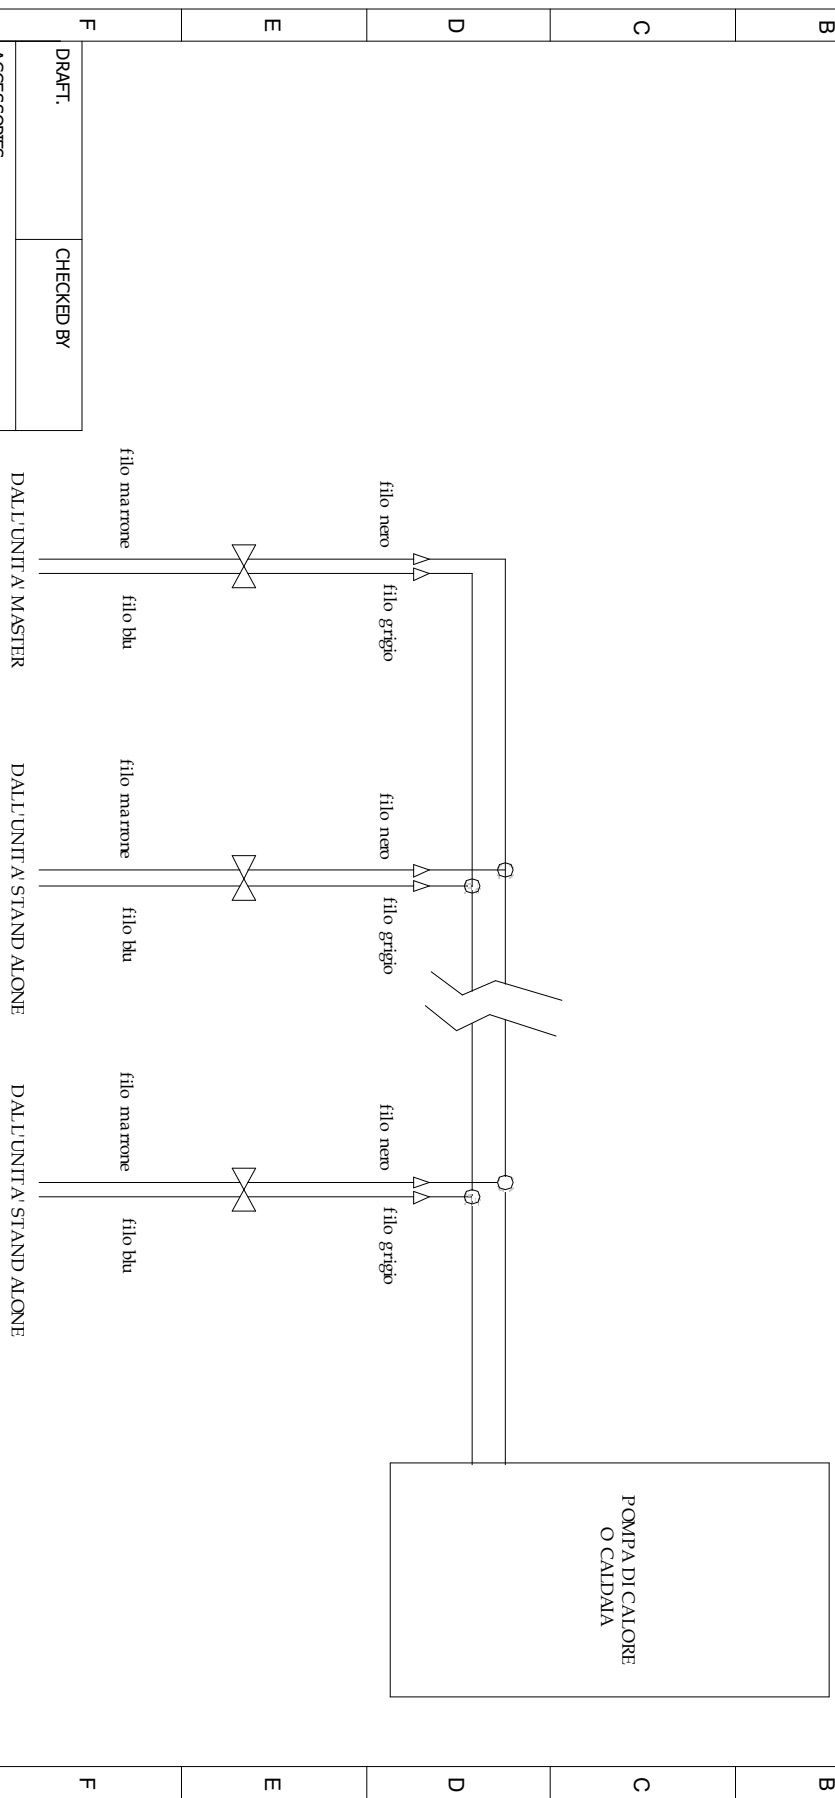 B
C
D
E
F
POMPA DI CALORE
O CALDAIA
filo nero
filo grigio
filo nero
filo grigio
filo nero
filo grigio
filo marrone
filo blu
filo marrone
filo blu
filo marrone
filo blu
DALL'UNITA' MASTER
DALL'UNITA' STAND ALONE
DALL'UNITA' STAND ALONE
DRAFT.
CHECKED BY
B
C
D
E
F